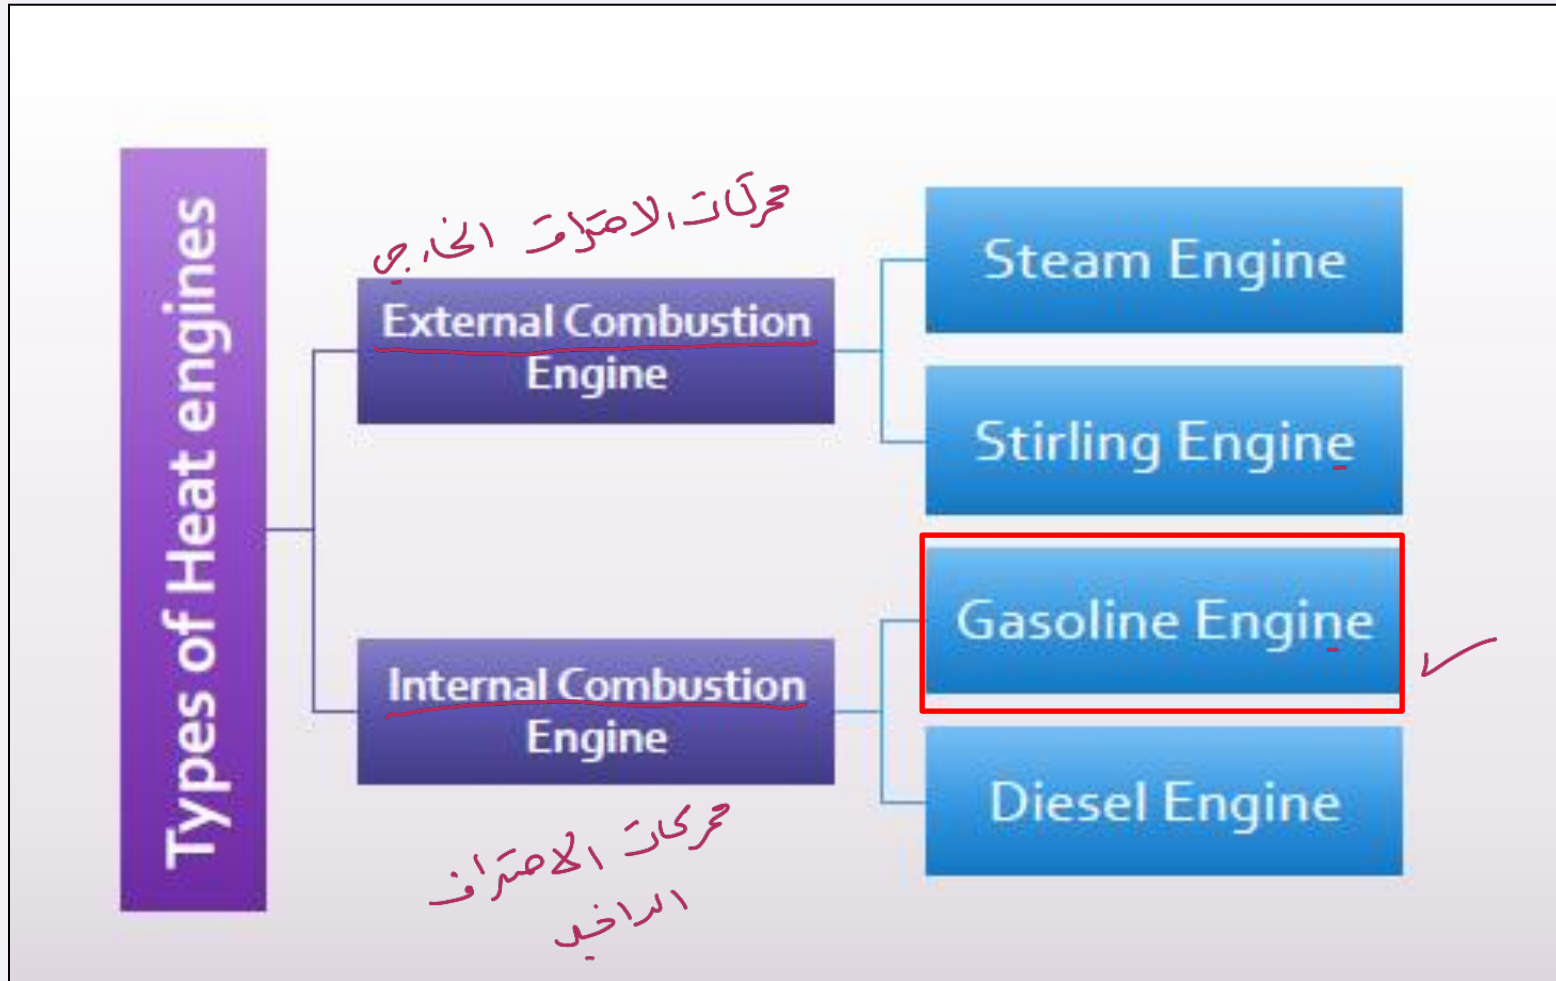 Types of Heat engines
محركات الاحتراق الخارجي
External Combustion
Engine
Steam Engine
Stirling Engine
Internal Combustion
Engine
Gasoline Engine
Diesel Engine
محركات الاحتراق
الداخلي